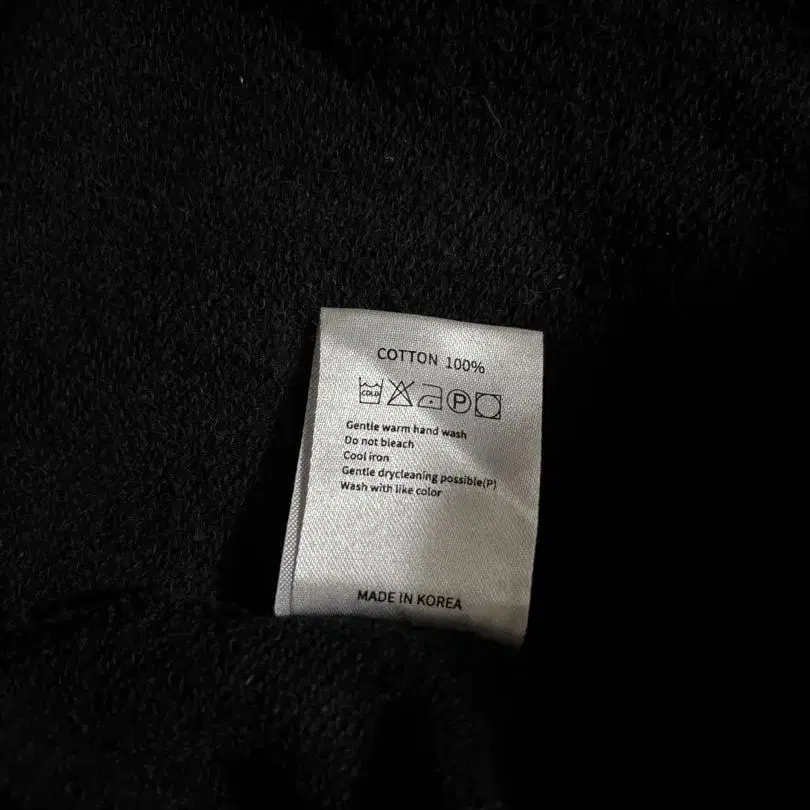 COTTON 100%
COLD P
Gentle warm hand wash
Do not bleach
Cool iron
Gentle drycleaning possible(P)
Wash with like color
MADE IN KOREA